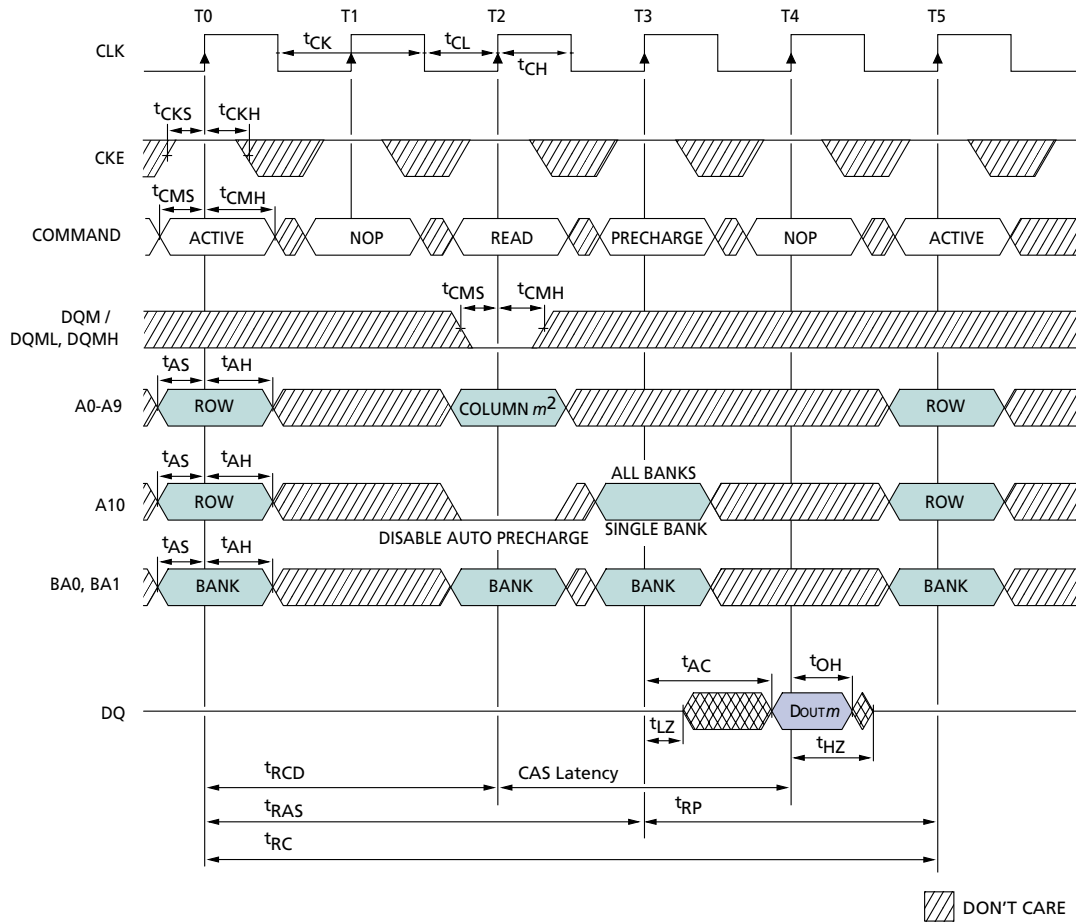 T0 T1 T2 T3 T4 T5
CLK
tCK
tCL
tCH
tCKS
tCKH
CKE
tCMS
tCMH
COMMAND
ACTIVE NOP READ PRECHARGE NOP ACTIVE
tCMS
tCMH
DQM /
DQML, DQMH
tAS
tAH
A0-A9
ROW COLUMN m2 ROW
tAS
tAH
ALL BANKS
A10
ROW ROW
DISABLE AUTO PRECHARGE
SINGLE BANK
tAS
tAH
BA0, BA1
BANK BANK BANK BANK
tAC
tOH
DQ
DOUT m
tLZ
tHZ
tRCD
CAS Latency
tRAS
tRP
tRC
DON'T CARE